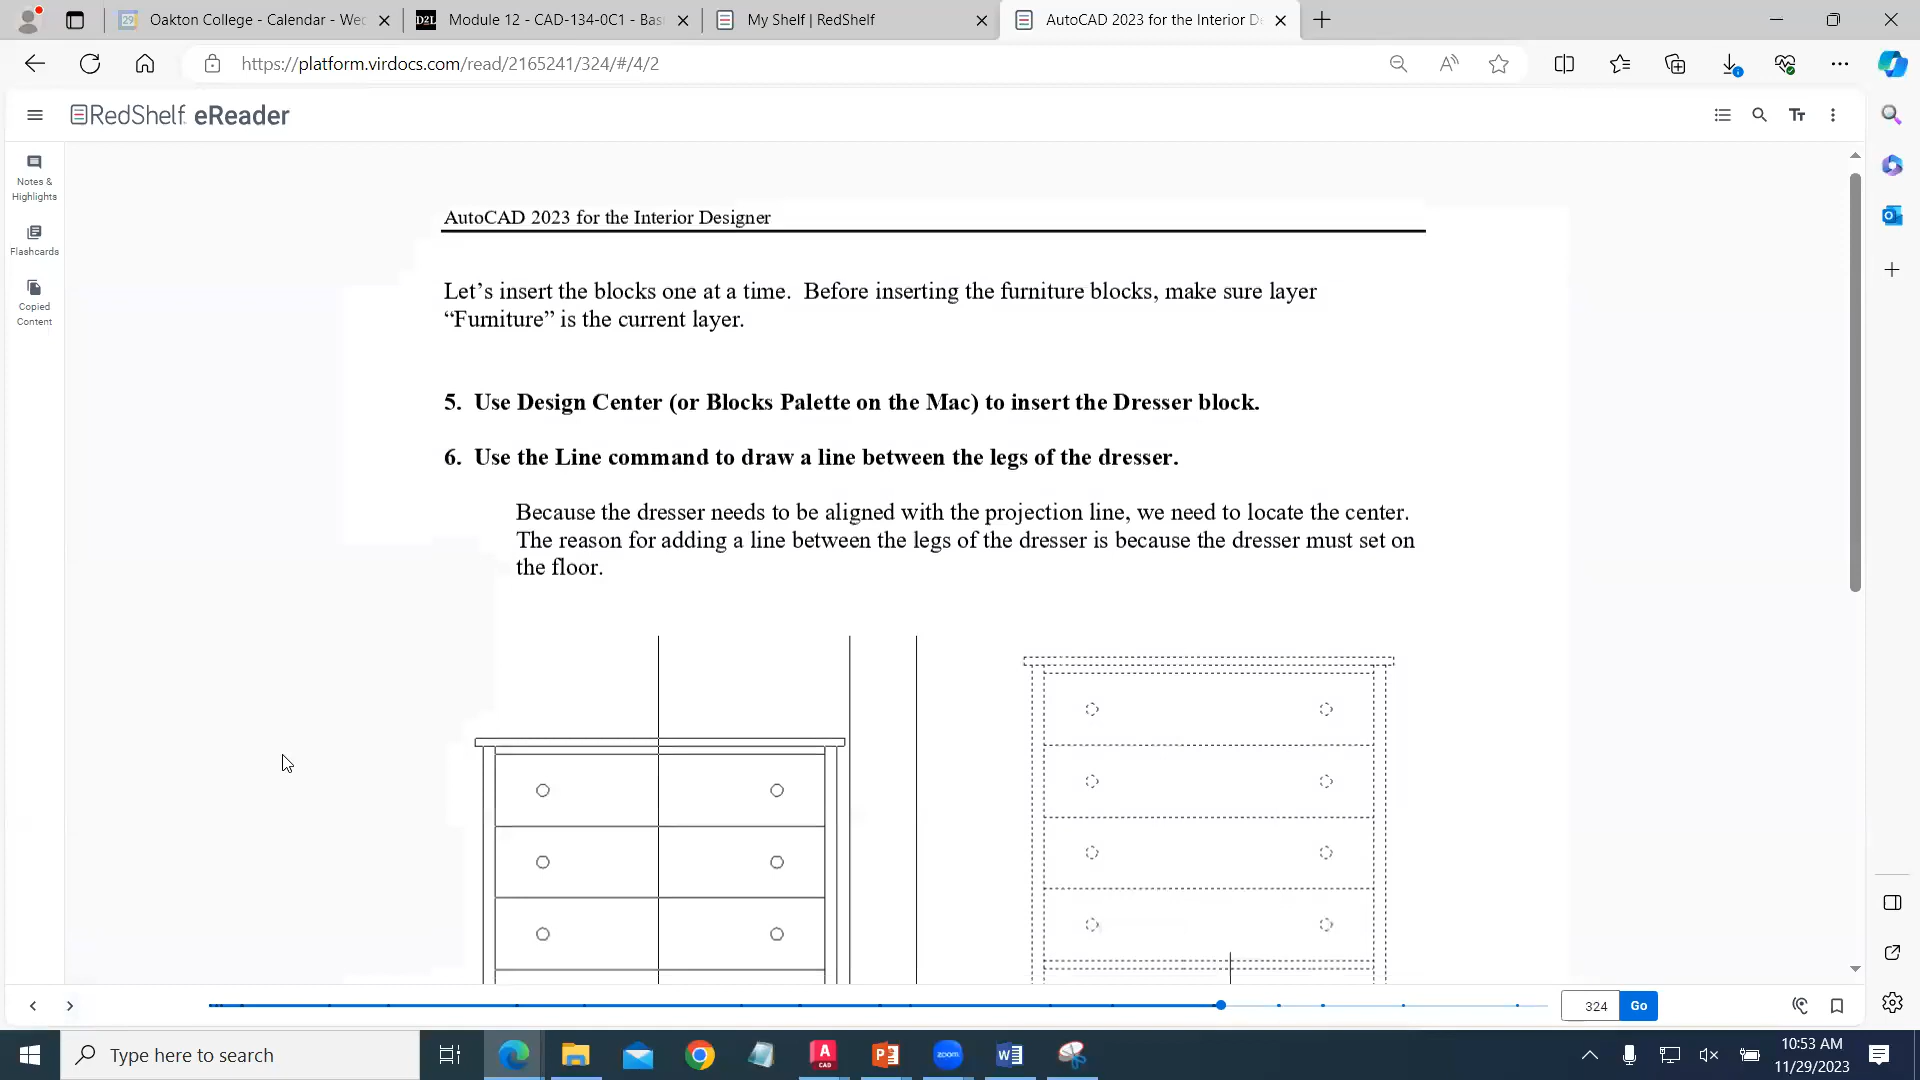 Oakton College - Calendar - Wed
Module 12 - CAD-134-0C1 - Bas
My Shelf | RedShelf
AutoCAD 2023 for the Interior De
https://platform.virdocs.com/read/2165241/324/#/4/2
RedShelf eReader
Notes &
Highlights
Flashcards
Copied
Content
AutoCAD 2023 for the Interior Designer
Let’s insert the blocks one at a time. Before inserting the furniture blocks, make sure layer
“Furniture” is the current layer.
5. Use Design Center (or Blocks Palette on the Mac) to insert the Dresser block.
6. Use the Line command to draw a line between the legs of the dresser.
Because the dresser needs to be aligned with the projection line, we need to locate the center.
The reason for adding a line between the legs of the dresser is because the dresser must set on
the floor.
324 Go
Type here to search
10:53 AM
11/29/2023